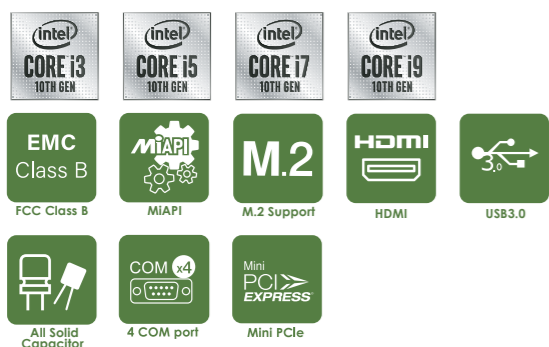 intel
CORE i3
10TH GEN
intel
CORE i5
10TH GEN
intel
CORE i7
10TH GEN
intel
CORE i9
10TH GEN
EMC
Class B
FCC Class B
MiAPI
MiAPI
M.2
M.2 Support
HDMI
HDMI
3.0
USB3.0
All Solid
Capacitor
COM x4
4 COM port
Mini
PCI
EXPRESS
Mini PCIe